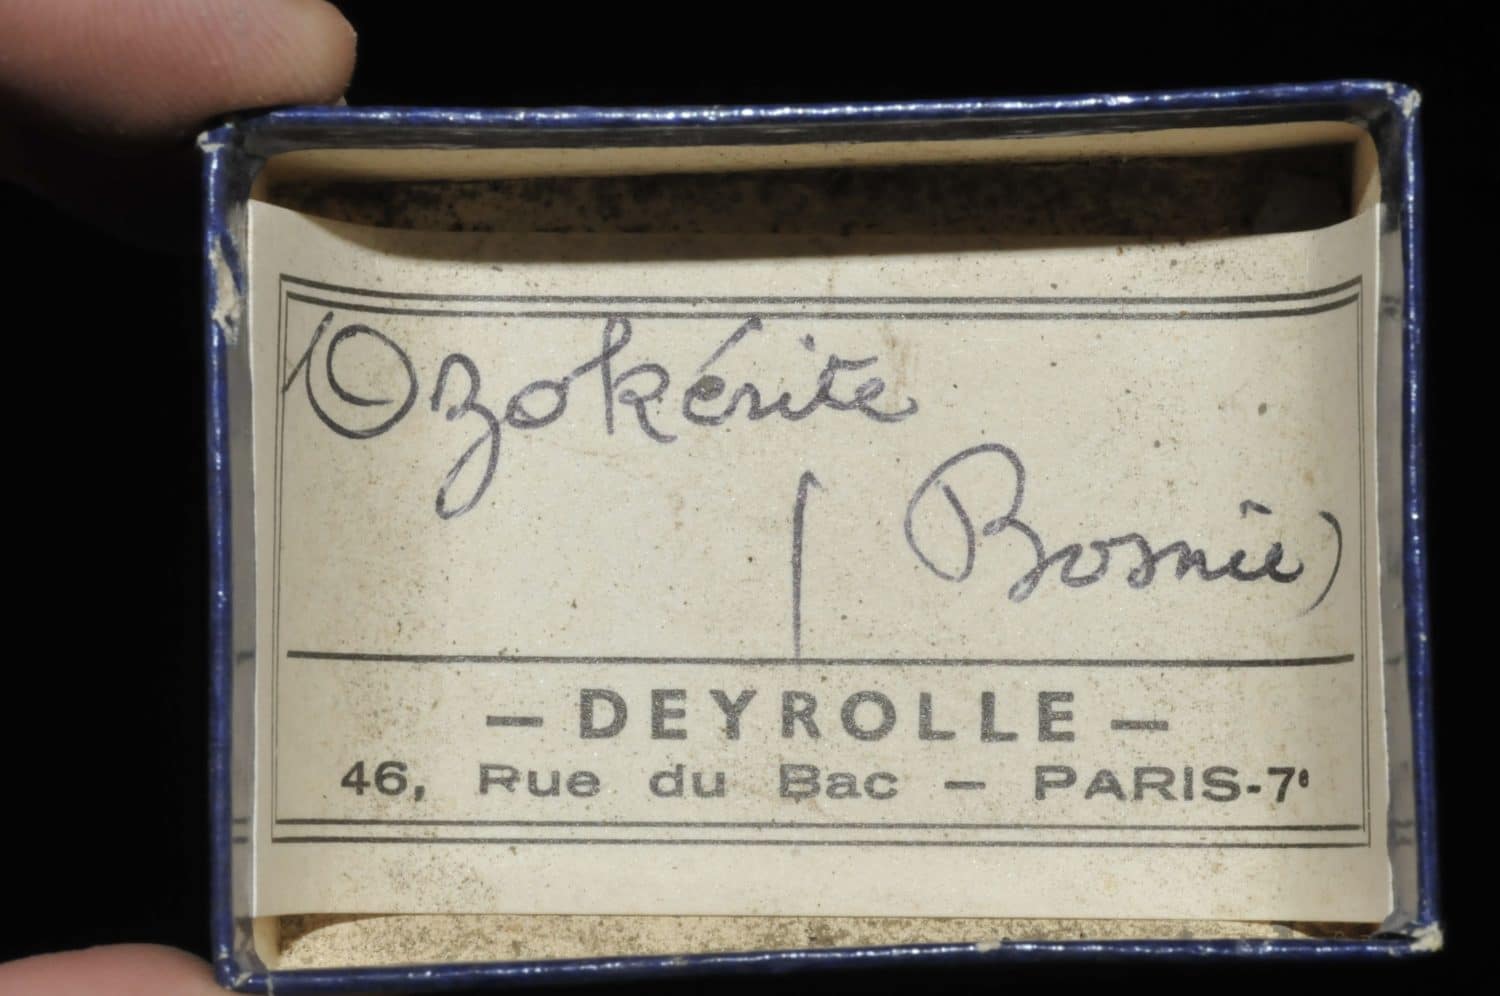 Ozokérite
(Bosnie)
— DEYROLLE —
46, Rue du Bac — PARIS-7e